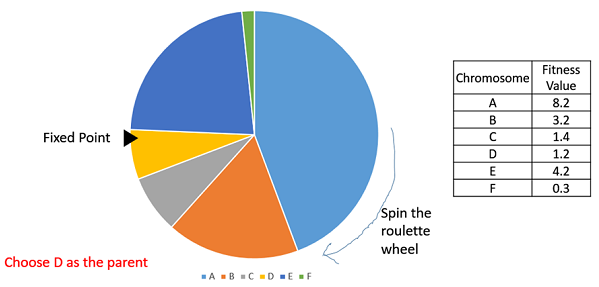 Fixed Point
Choose D as the parent
Spin the
roulette
wheel
A B C D E F
Chromosome Fitness Value
A 8.2
B 3.2
C 1.4
D 1.2
E 4.2
F 0.3